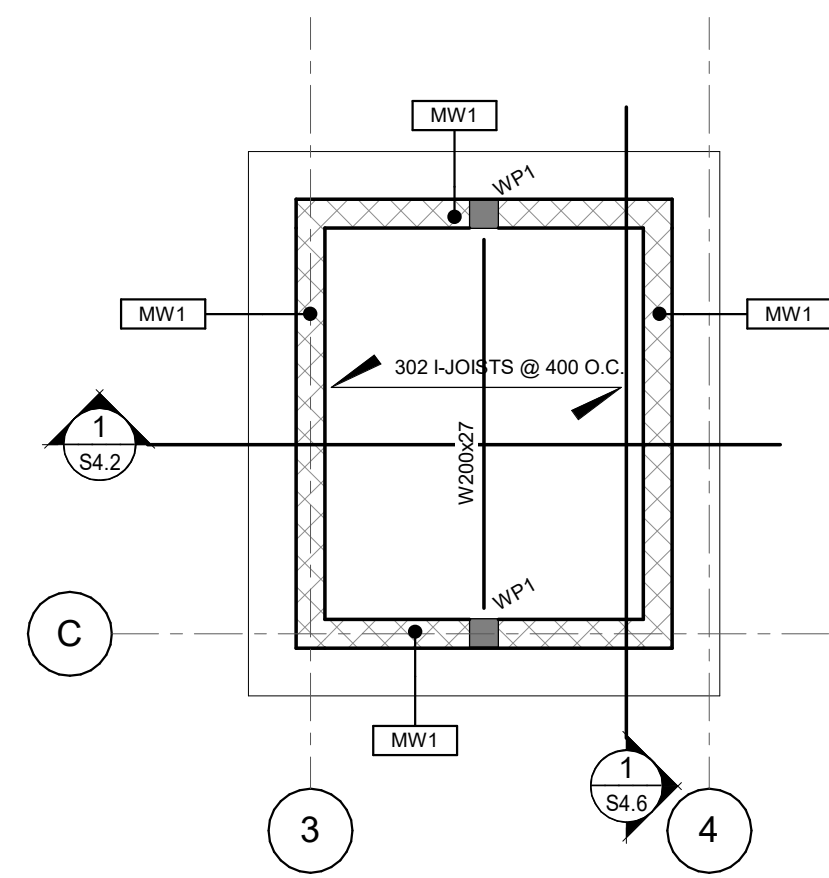 MW1
WP1
MW1
MW1
302 I-JOISTS @ 400 O.C.
1
S4.2
W200x27
WP1
C
MW1
1
S4.6
3
4